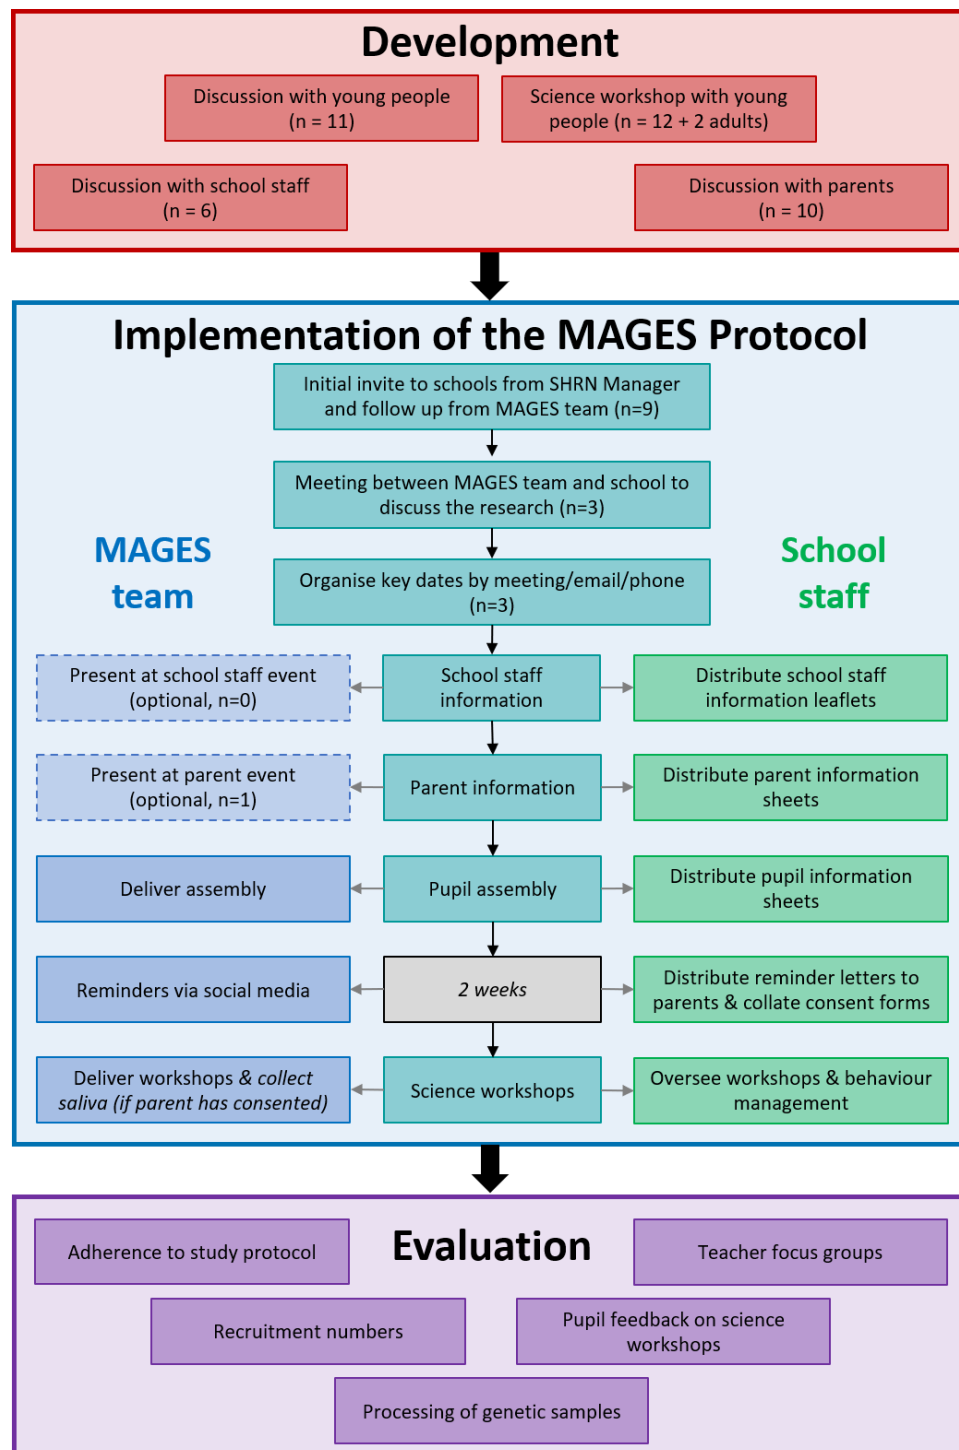 Development
Discussion with young people
(n = 11)
Science workshop with young
people (n = 12 + 2 adults)
Discussion with school staff
(n = 6)
Discussion with parents
(n = 10)
Implementation of the MAGES Protocol
Initial invite to schools from SHRN Manager
and follow up from MAGES team (n=9)
Meeting between MAGES team and school to
discuss the research (n=3)
MAGES
team
School
staff
Organise key dates by meeting/email/phone
(n=3)
Present at school staff event
(optional, n=0)
School staff
information
Distribute school staff
information leaflets
Present at parent event
(optional, n=1)
Parent information
Distribute parent information
sheets
Deliver assembly
Pupil assembly
Distribute pupil information
sheets
Reminders via social media
2 weeks
Distribute reminder letters to
parents & collate consent forms
Deliver workshops & collect
saliva (if parent has consented)
Science workshops
Oversee workshops & behaviour
management
Evaluation
Adherence to study protocol
Teacher focus groups
Recruitment numbers
Pupil feedback on science
workshops
Processing of genetic samples